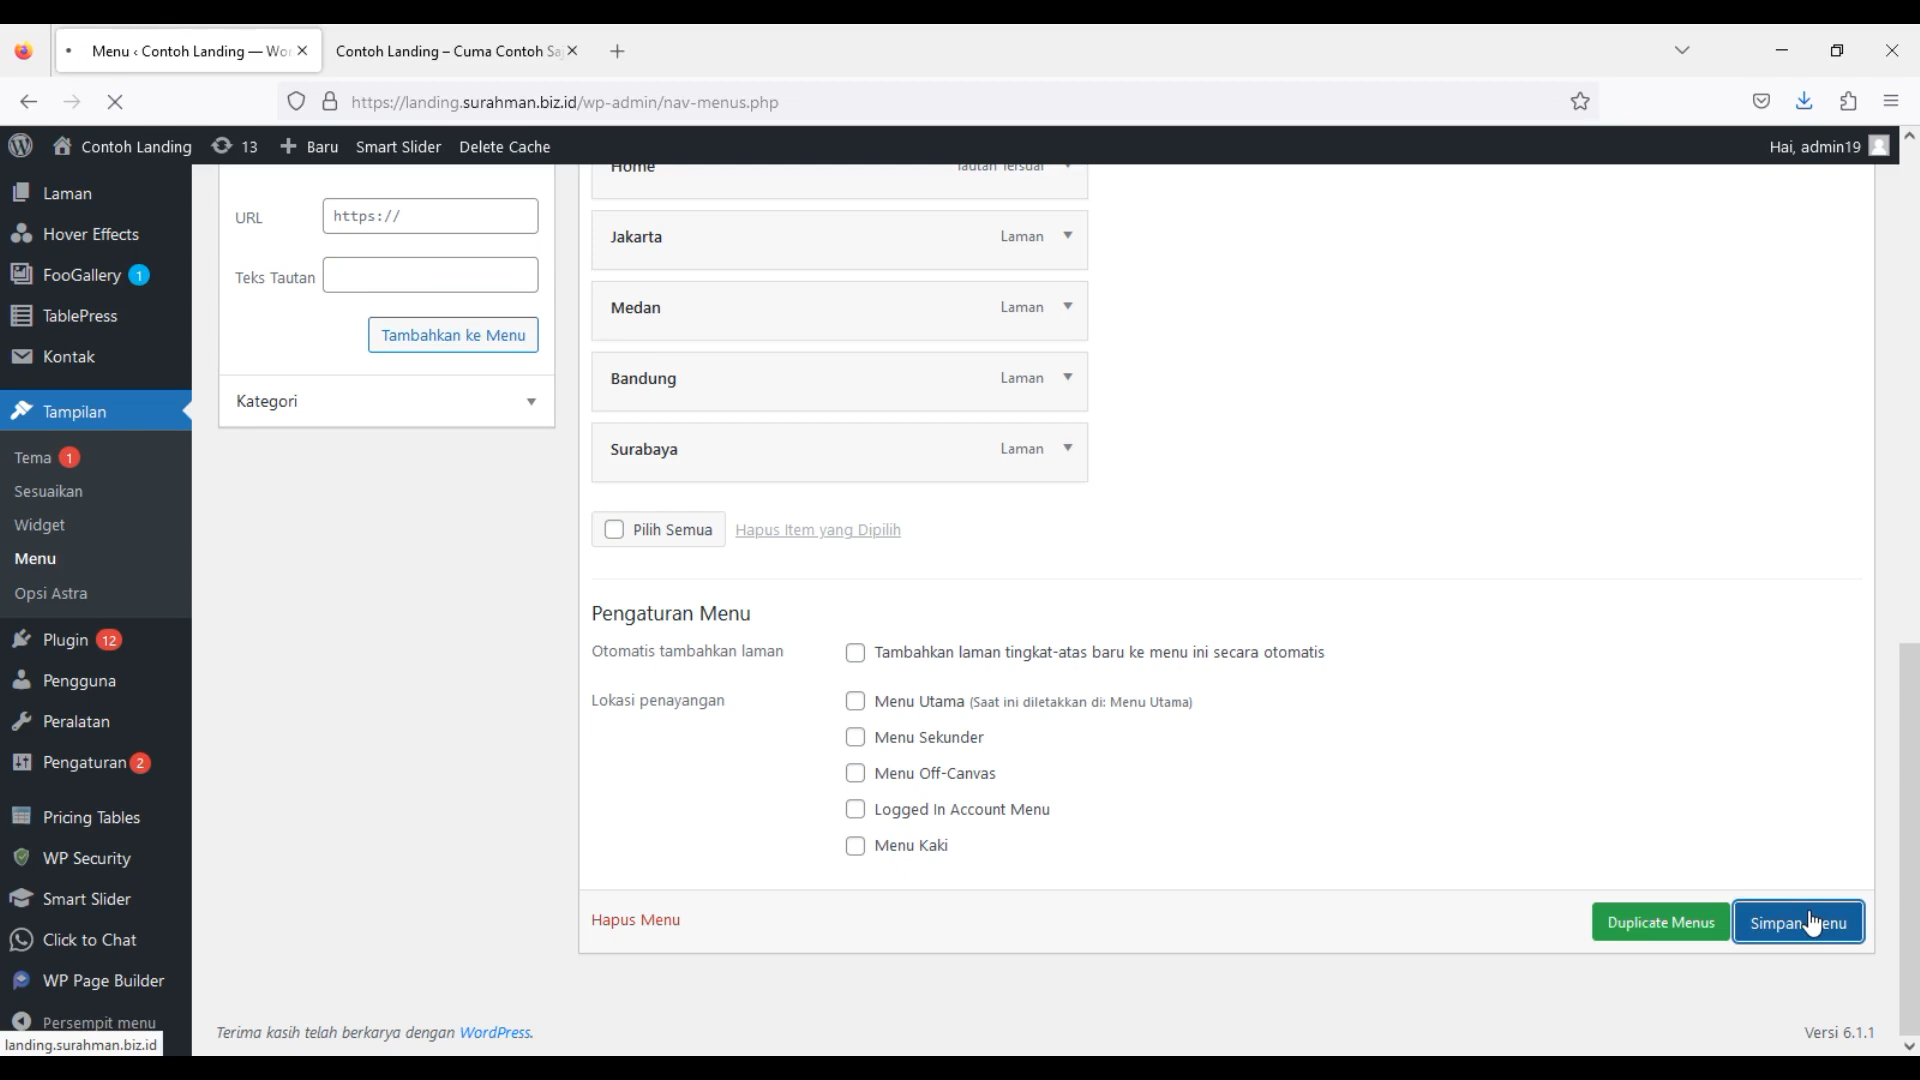 Menu ‹ Contoh Landing — Wor
Contoh Landing – Cuma Contoh Saj
https://landing.surahman.biz.id/wp-admin/nav-menus.php
Contoh Landing
13
Baru
Smart Slider
Delete Cache
Hai, admin19
Laman
Hover Effects
FooGallery 1
TablePress
Kontak
Tampilan
Tema 1
Sesuaikan
Widget
Menu
Opsi Astra
Plugin 12
Pengguna
Peralatan
Pengaturan 2
Pricing Tables
WP Security
Smart Slider
Click to Chat
WP Page Builder
Persempit menu
landing.surahman.biz.id
URL
https://
Teks Tautan
Tambahkan ke Menu
Kategori
Home
Tautan Tersuai
Jakarta
Laman
Medan
Laman
Bandung
Laman
Surabaya
Laman
Pilih Semua
Hapus Item yang Dipilih
Pengaturan Menu
Otomatis tambahkan laman
Tambahkan laman tingkat-atas baru ke menu ini secara otomatis
Lokasi penayangan
Menu Utama (Saat ini diletakkan di: Menu Utama)
Menu Sekunder
Menu Off-Canvas
Logged In Account Menu
Menu Kaki
Hapus Menu
Duplicate Menus
Simpan Menu
Terima kasih telah berkarya dengan WordPress.
Versi 6.1.1